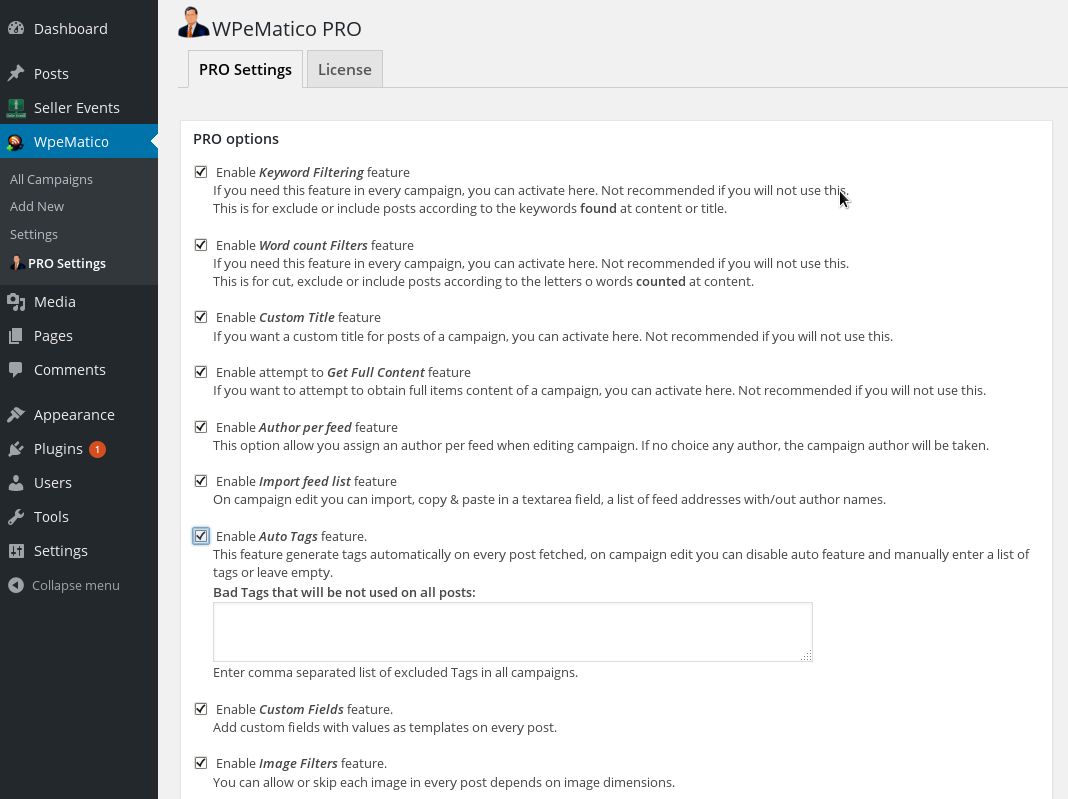 Dashboard
Posts
Seller Events
WpeMatico
All Campaigns
Add New
Settings
PRO Settings
Media
Pages
Comments
Appearance
Plugins 1
Users
Tools
Settings
Collapse menu
WPeMatico PRO
PRO Settings
License
PRO options
Enable Keyword Filtering feature
If you need this feature in every campaign, you can activate here. Not recommended if you will not use this.
This is for exclude or include posts according to the keywords found at content or title.
Enable Word count Filters feature
If you need this feature in every campaign, you can activate here. Not recommended if you will not use this.
This is for cut, exclude or include posts according to the letters o words counted at content.
Enable Custom Title feature
If you want a custom title for posts of a campaign, you can activate here. Not recommended if you will not use this.
Enable attempt to Get Full Content feature
If you want to attempt to obtain full items content of a campaign, you can activate here. Not recommended if you will not use this.
Enable Author per feed feature
This option allow you assign an author per feed when editing campaign. If no choice any author, the campaign author will be taken.
Enable Import feed list feature
On campaign edit you can import, copy & paste in a textarea field, a list of feed addresses with/out author names.
Enable Auto Tags feature.
This feature generate tags automatically on every post fetched, on campaign edit you can disable auto feature and manually enter a list of
tags or leave empty.
Bad Tags that will be not used on all posts:
Enter comma separated list of excluded Tags in all campaigns.
Enable Custom Fields feature.
Add custom fields with values as templates on every post.
Enable Image Filters feature.
You can allow or skip each image in every post depends on image dimensions.